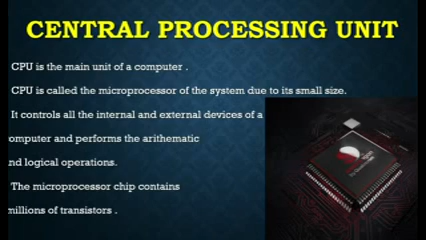 CENTRAL PROCESSING UNIT
CPU is the main unit of a computer .
CPU is called the microprocessor of the system due to its small size.
It controls all the internal and external devices of a
omputer and performs the arithematic
nd logical operations.
The microprocessor chip contains
millions of transistors .